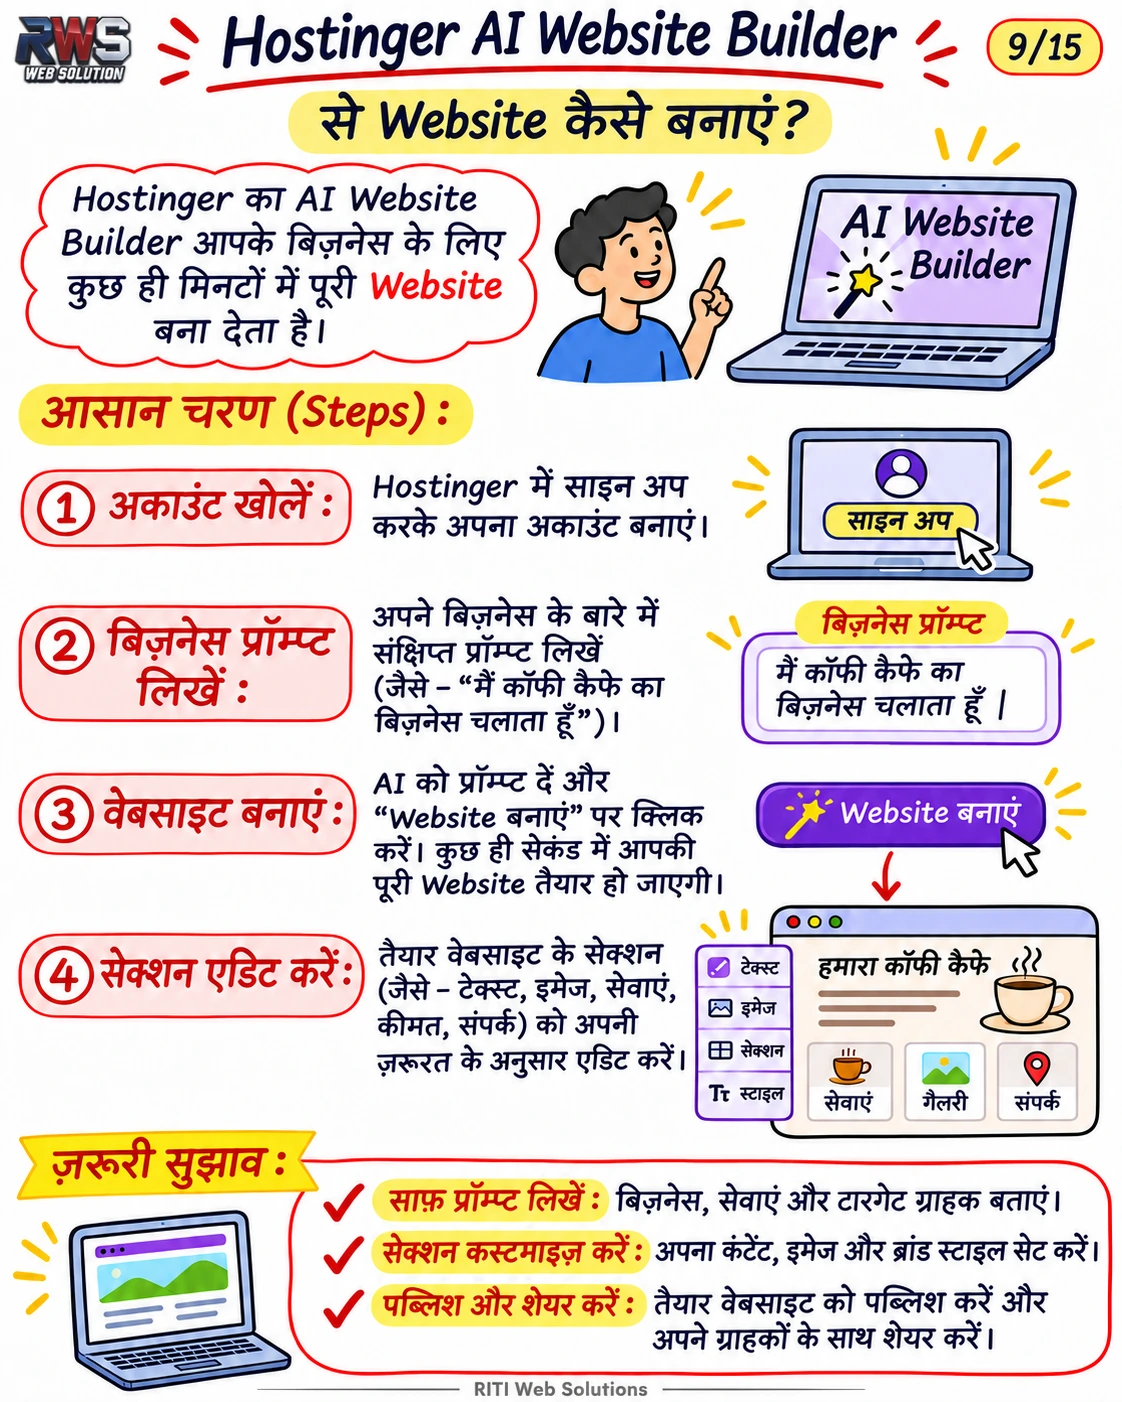 RWS
WEB SOLUTION
Hostinger AI Website Builder
9/15
से Website कैसे बनाएं?
Hostinger का AI Website
Builder आपके बिज़नेस के लिए
कुछ ही मिनटों में पूरी Website
बना देता है।
AI Website
Builder
आसान चरण (Steps) :
1 अकाउंट खोलें :
Hostinger में साइन अप
करके अपना अकाउंट बनाएं।
साइन अप
2 बिज़नेस प्रॉम्प्ट
लिखें :
अपने बिज़नेस के बारे में
संक्षिप्त प्रॉम्प्ट लिखें
(जैसे – “मैं कॉफी कैफे का
बिज़नेस चलाता हूँ”)।
बिज़नेस प्रॉम्प्ट
मैं कॉफी कैफे का
बिज़नेस चलाता हूँ |
3 वेबसाइट बनाएं :
AI को प्रॉम्प्ट दें और
“Website बनाएं” पर क्लिक
करें। कुछ ही सेकंड में आपकी
पूरी Website तैयार हो जाएगी।
Website बनाएं
4 सेक्शन एडिट करें :
तैयार वेबसाइट के सेक्शन
(जैसे – टेक्स्ट, इमेज, सेवाएं,
कीमत, संपर्क) को अपनी
ज़रूरत के अनुसार एडिट करें।
टेक्स्ट
इमेज
सेक्शन
Tт स्टाइल
हमारा कॉफी कैफे
सेवाएं
गैलरी
संपर्क
ज़रूरी सुझाव :
साफ़ प्रॉम्प्ट लिखें : बिज़नेस, सेवाएं और टारगेट ग्राहक बताएं।
सेक्शन कस्टमाइज़ करें : अपना कंटेंट, इमेज और ब्रांड स्टाइल सेट करें।
पब्लिश और शेयर करें : तैयार वेबसाइट को पब्लिश करें और
अपने ग्राहकों के साथ शेयर करें।
RITI Web Solutions